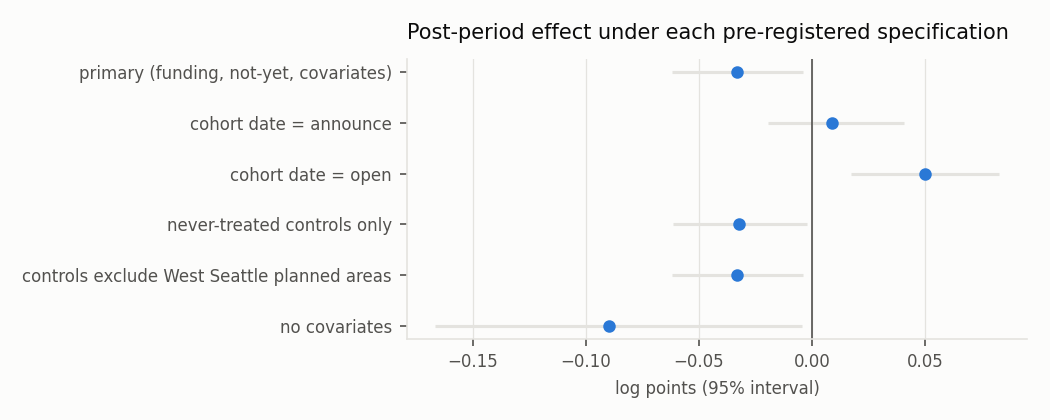 Post-period effect under each pre-registered specification
primary (funding, not-yet, covariates)
cohort date = announce
cohort date = open
never-treated controls only
controls exclude West Seattle planned areas
no covariates
−0.15 −0.10 −0.05 0.00 0.05
log points (95% interval)